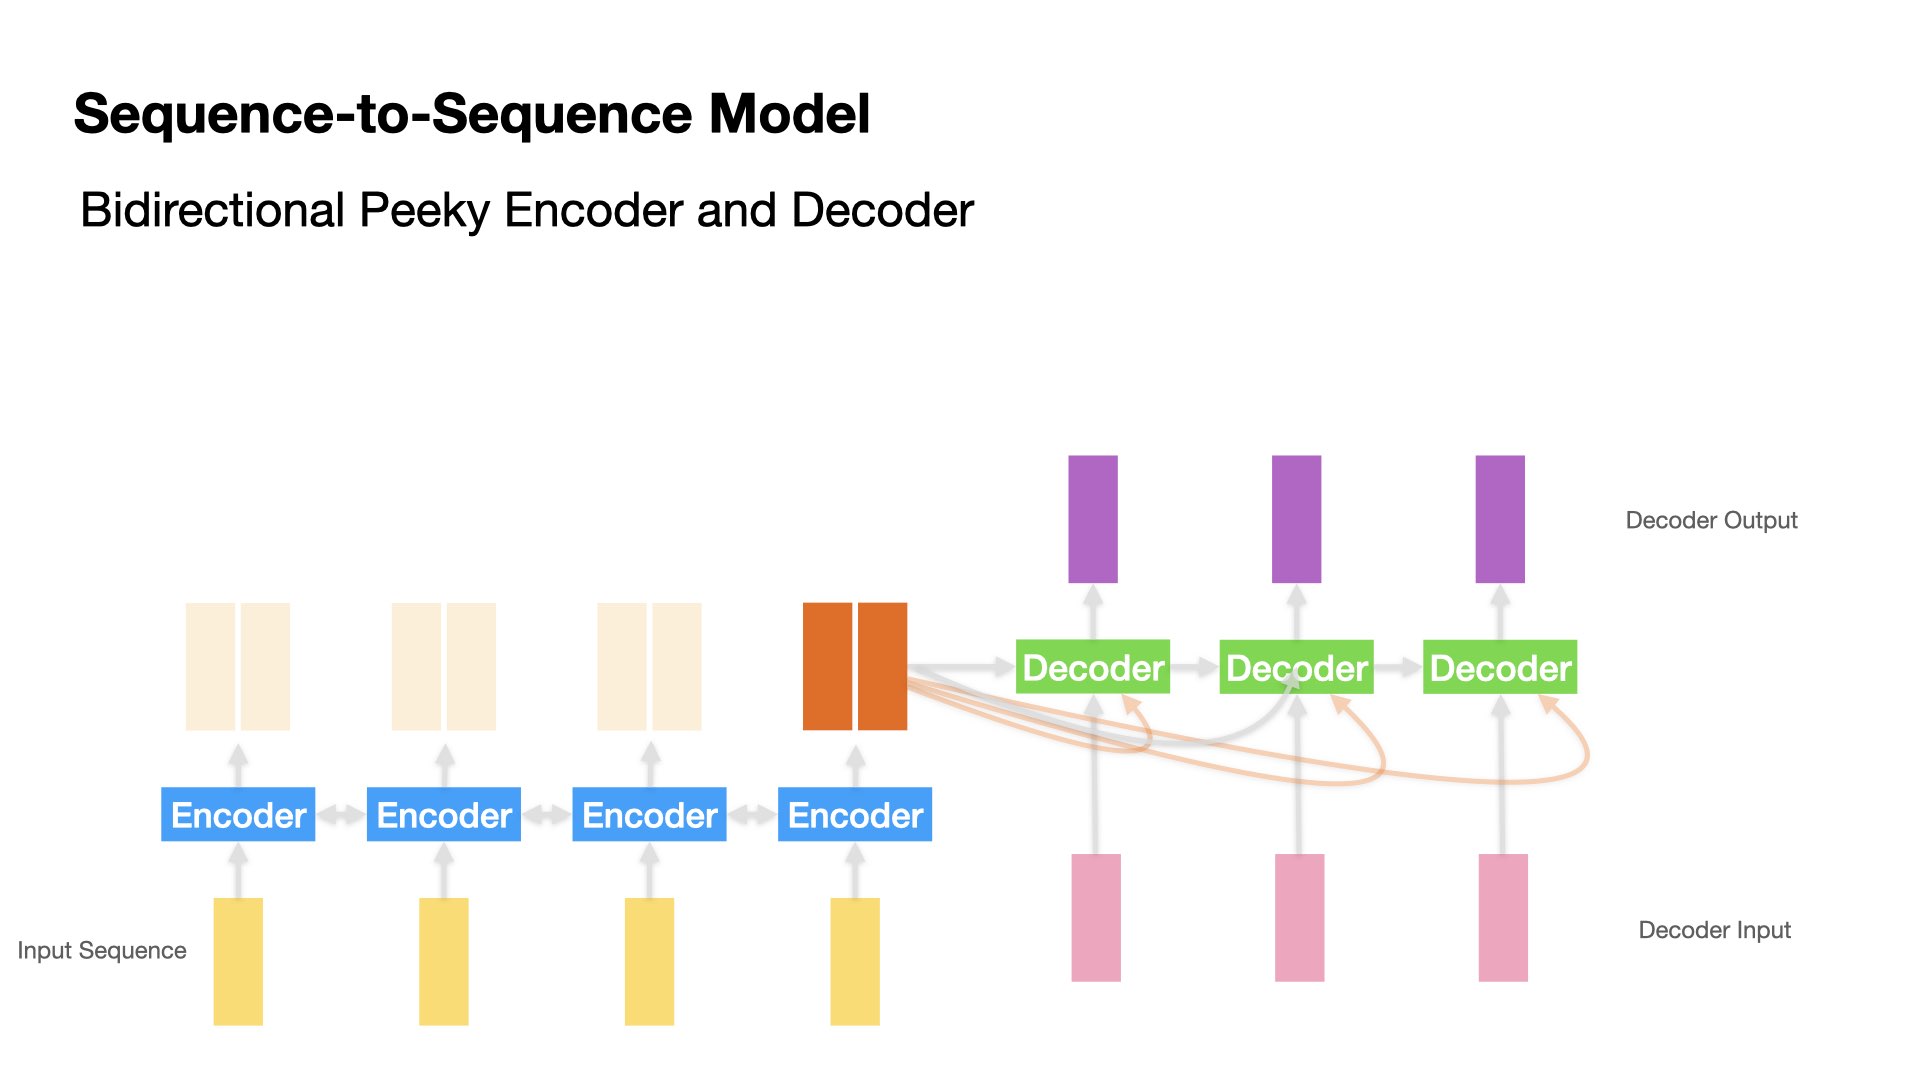 Sequence-to-Sequence Model
Bidirectional Peeky Encoder and Decoder
Decoder Output
Decoder Decoder Decoder
Encoder Encoder Encoder Encoder
Input Sequence
Decoder Input